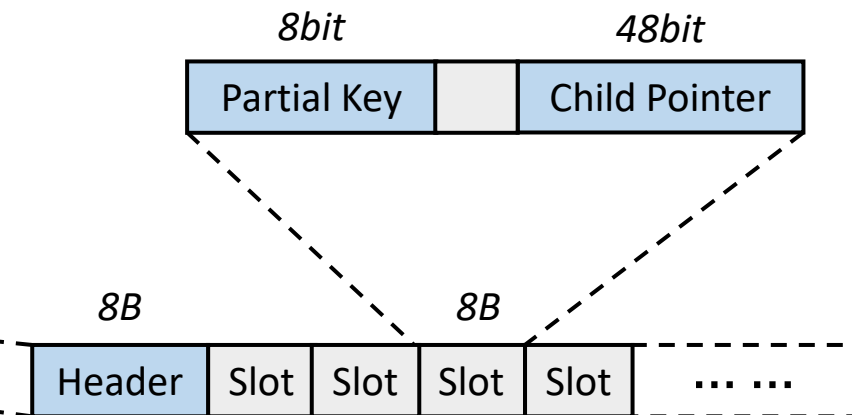 8bit 48bit
Partial Key Child Pointer
8B 8B
Header Slot Slot Slot Slot ... ...